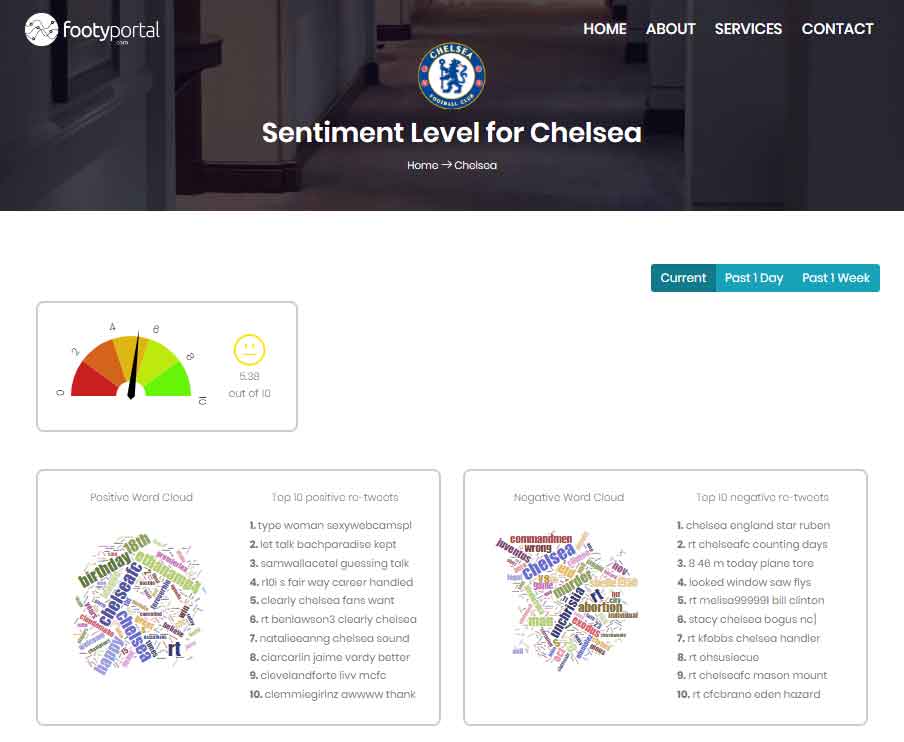 footyportal
.com
HOME ABOUT SERVICES CONTACT
CHELSEA
FOOTBALL CLUB
Sentiment Level for Chelsea
Home → Chelsea
Current Past 1 Day Past 1 Week
0 2 4 6 8 10
5.38
out of 10
Positive Word Cloud
birthday 18th
chelseafc
chelsea
happy
rt
Top 10 positive re-tweets
1. type woman sexywebcamspl
2. let talk bachparadise kept
3. samwallacetel guessing talk
4. r10i s fair way career handled
5. clearly chelsea fans want
6. rt benlawson3 clearly chelsea
7. natalieeanng chelsea sound
8. ciarcarlin jaime vardy better
9. clevelandforte livv mcfc
10. clemmiegirlnz awwww thank
Negative Word Cloud
commandmen
juventus wrong
chelsea
vs
game
murder
rt
unchristia
abortion
man
exodus
individual
Top 10 negative re-tweets
1. chelsea england star ruben
2. rt chelseafc counting days
3. 8 46 m today plane tore
4. looked window saw flys
5. rt melisa999991 bill clinton
6. stacy chelsea bogus nc]
7. rt kfobbs chelsea handler
8. rt ohsusiecue
9. rt chelseafc mason mount
10. rt cfcbrano eden hazard